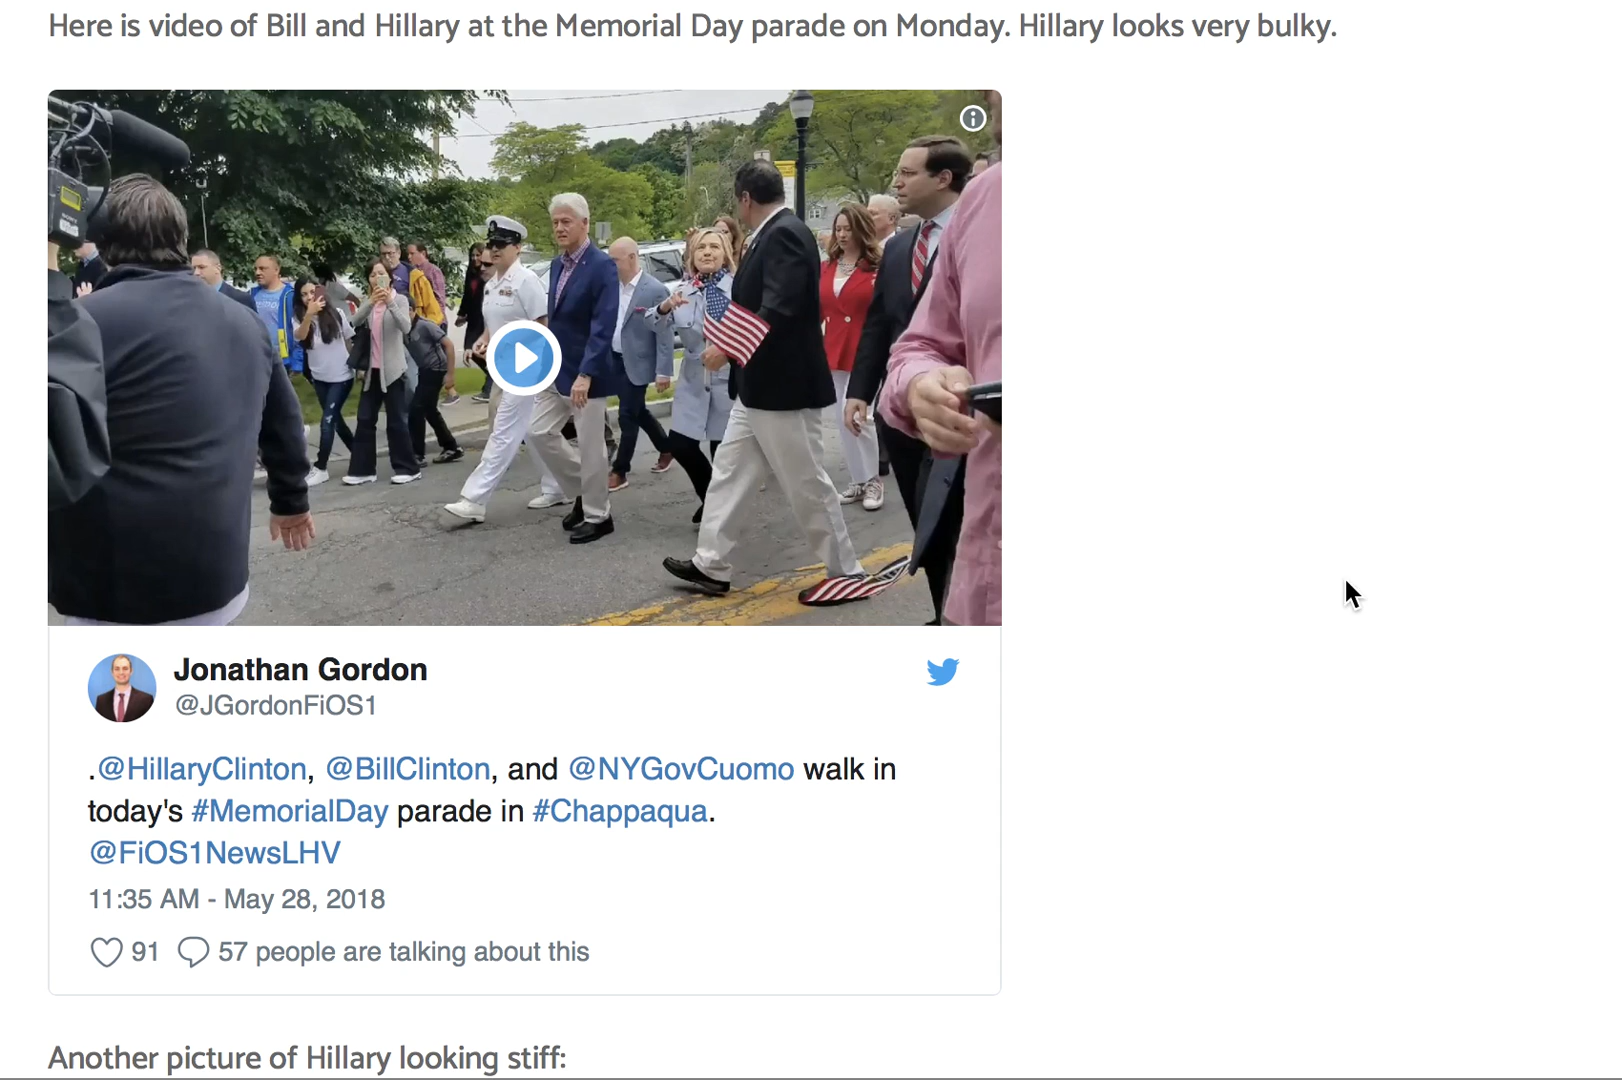 Here is video of Bill and Hillary at the Memorial Day parade on Monday. Hillary looks very bulky.
Jonathan Gordon
@JGordonFiOS1
.@HillaryClinton, @BillClinton, and @NYGovCuomo walk in
today's #MemorialDay parade in #Chappaqua.
@FiOS1NewsLHV
11:35 AM - May 28, 2018
91 57 people are talking about this
Another picture of Hillary looking stiff: